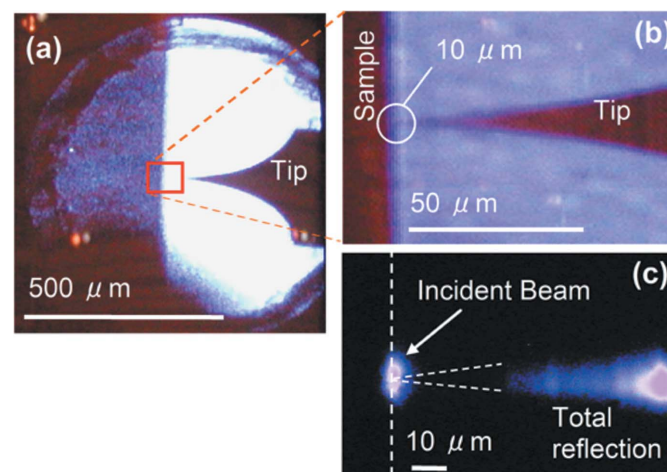 (a)
Tip
500 μm
(b)
10 μm
Sample
Tip
50 μm
(c)
Incident Beam
Total
reflection
10 μm